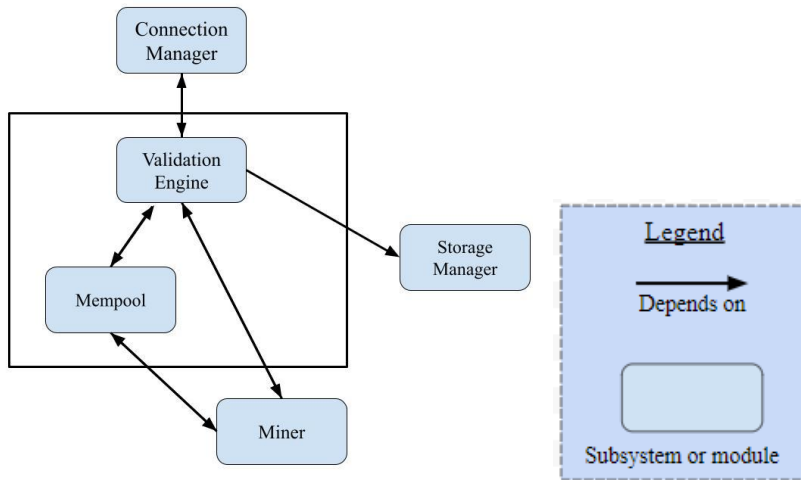 Connection
Manager
Validation
Engine
Storage
Manager
Mempool
Miner
Legend
Depends on
Subsystem or module